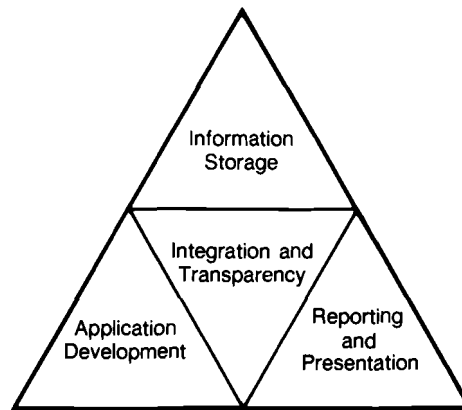 Information
Storage
Integration and
Transparency
Application
Development
Reporting
and
Presentation